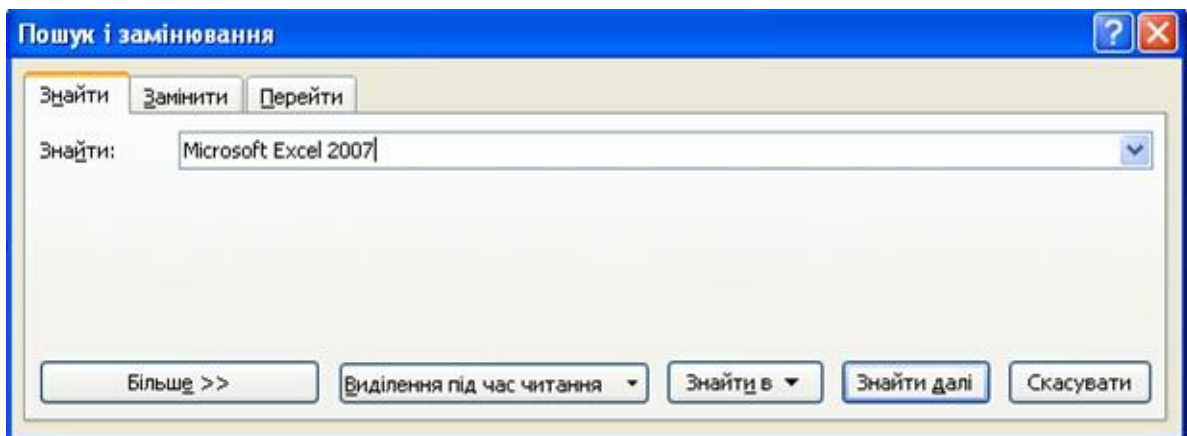 Пошук і замінювання
Знайти Замінити Перейти
Знайти: Microsoft Excel 2007
Більше >> Виділення під час читання Знайти в Знайти далі Скасувати